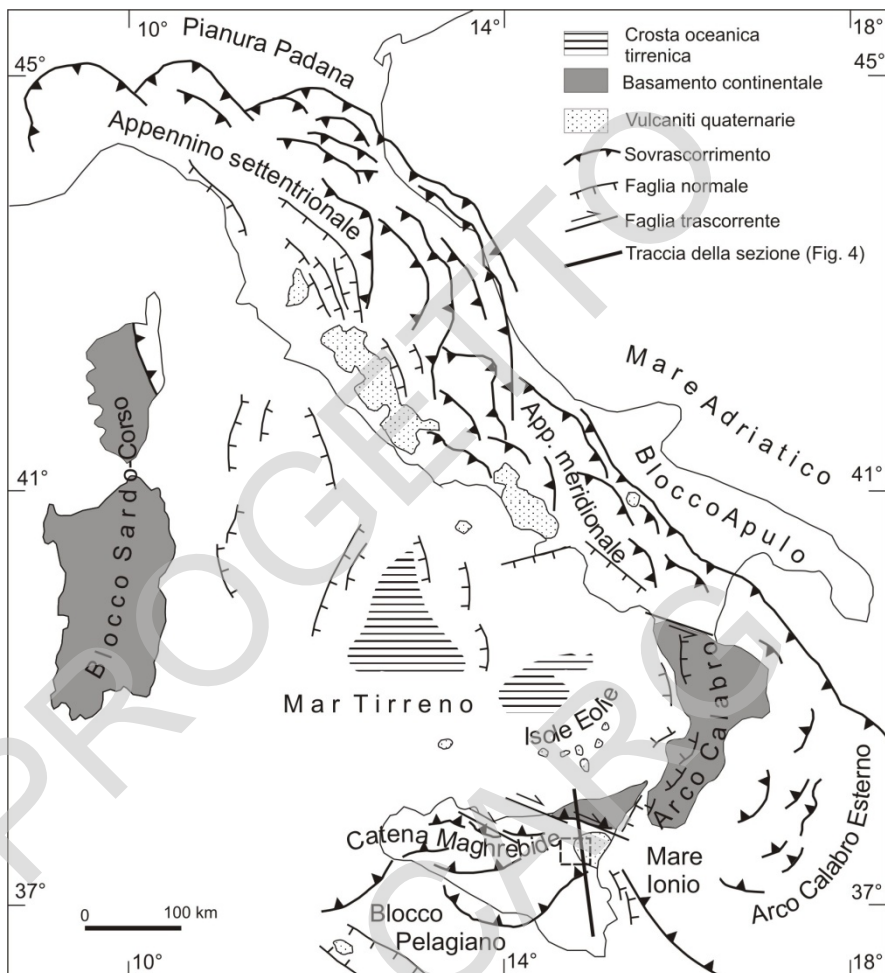 10°
14°
18°
45°
45°
Pianura Padana
Crosta oceanica
tirrenica
Basamento continentale
Vulcaniti quaternarie
Sovrascorrimento
Faglia normale
Faglia trascorrente
Traccia della sezione (Fig. 4)
Appennino settentrionale
Mare Adriatico
Blocco Apulo
App. meridionale
41°
41°
Blocco Sardo-Corso
Mar Tirreno
Isole Eolie
Arco Calabro
Arco Calabro Esterno
Catena Maghrebide
Mare
Ionio
37°
37°
0
100 km
Blocco
Pelagiano
10°
14°
18°
PROGETTO
CARG